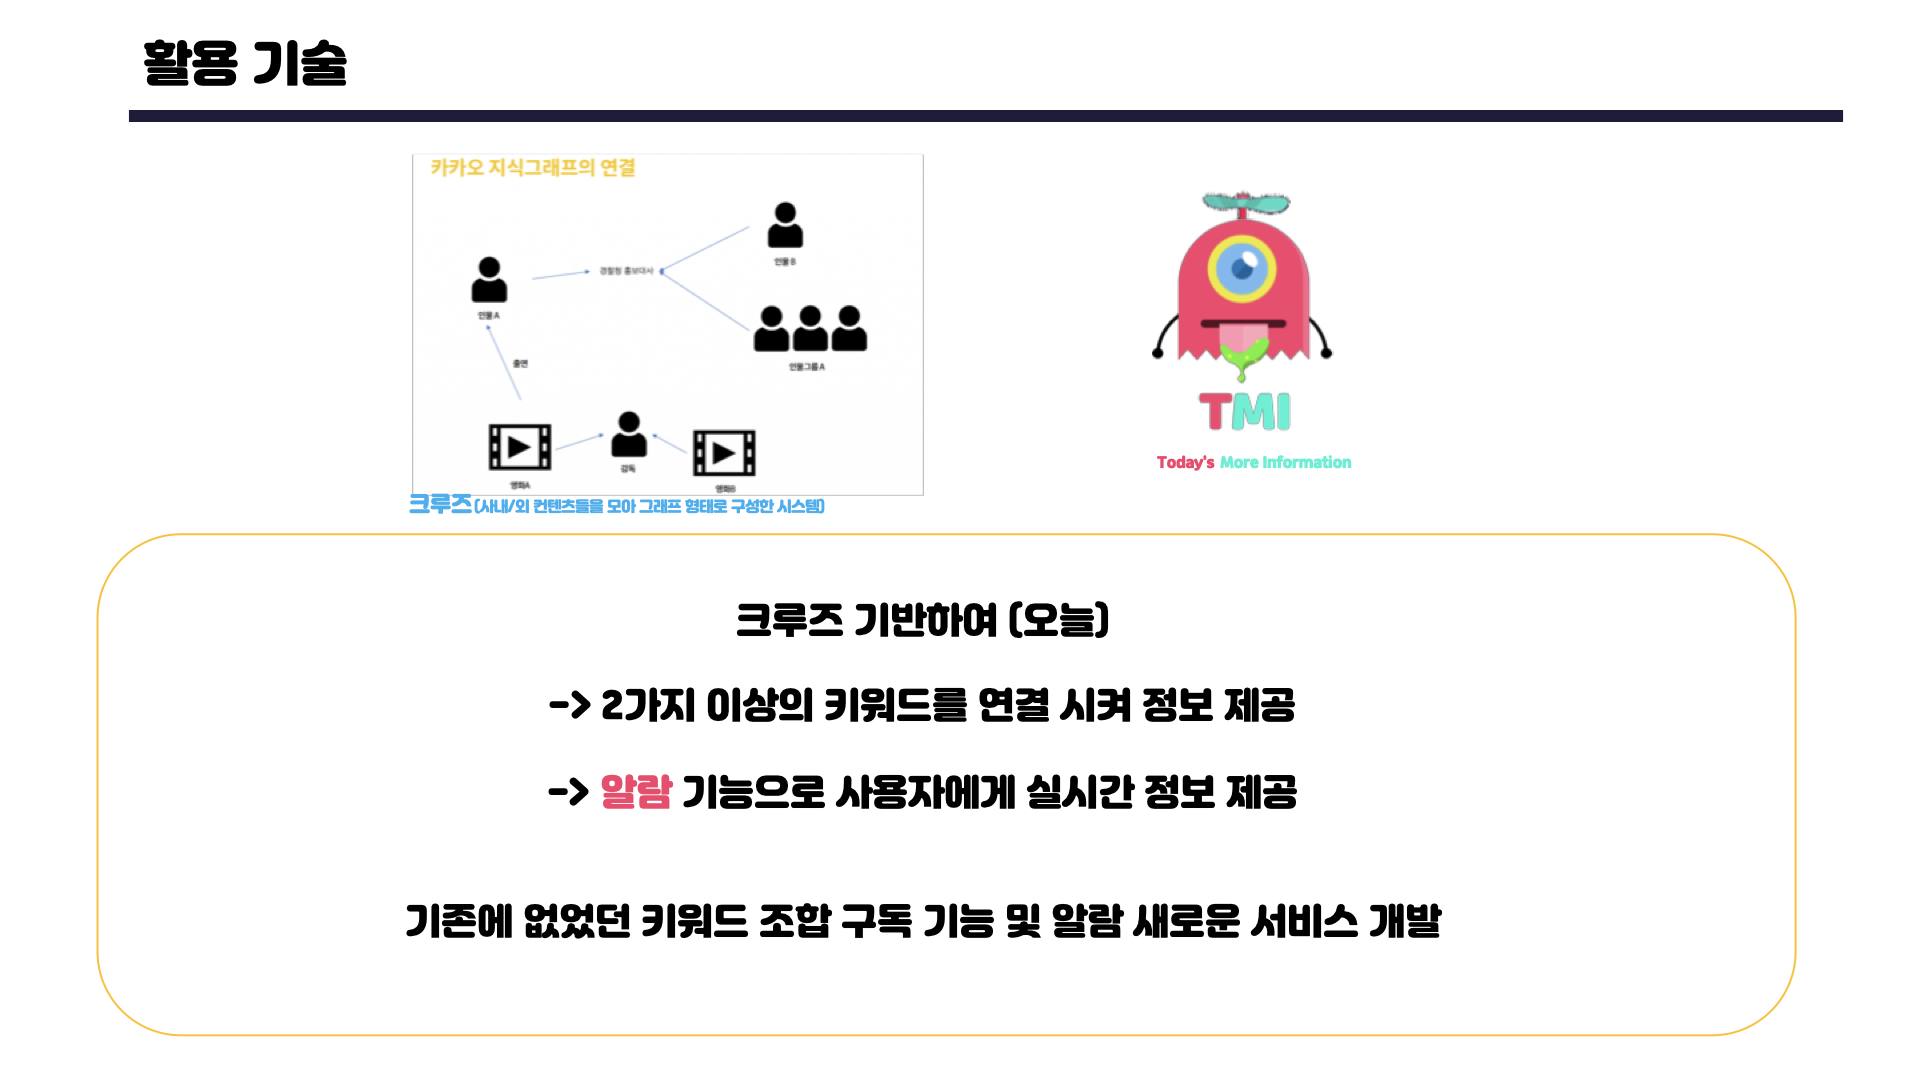 활용 기술
카카오 지식그래프의 연결
인물 B
경찰청 홍보대사
인물 A
인물그룹 A
출연
감독
영화A
영화B
크루즈(사내/외 컨텐츠들을 모아 그래프 형태로 구성한 시스템)
TMI
Today's More Information
크루즈 기반하여 (오늘)
-> 2가지 이상의 키워드를 연결 시켜 정보 제공
-> 알람 기능으로 사용자에게 실시간 정보 제공
기존에 없었던 키워드 조합 구독 기능 및 알람 새로운 서비스 개발